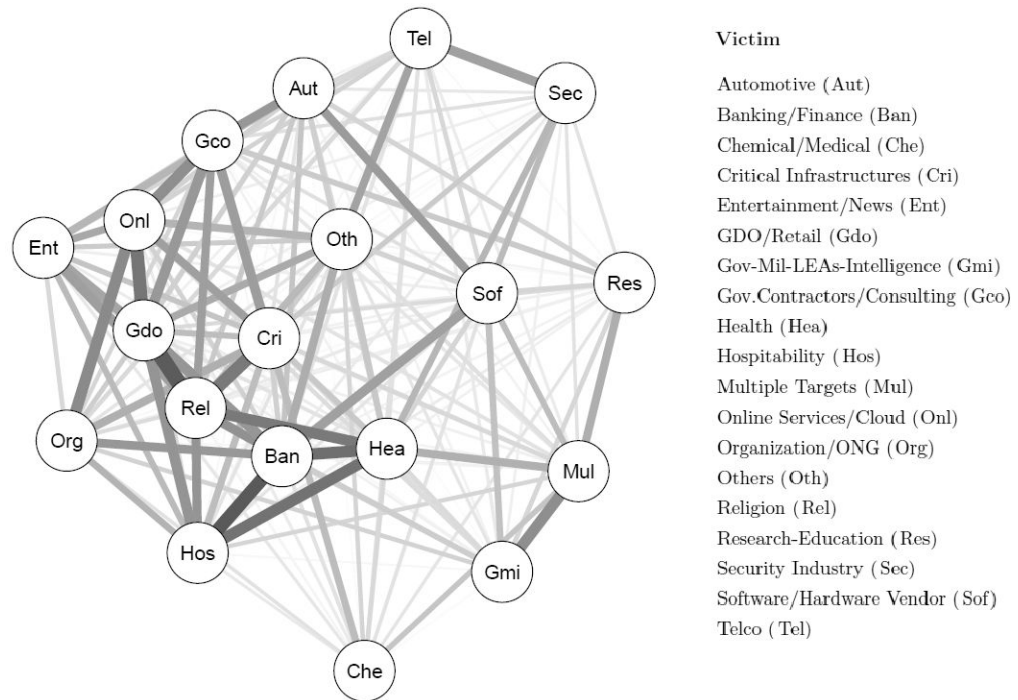 Tel
Sec
Aut
Gco
Onl
Oth
Ent
Sof
Res
Gdo
Cri
Rel
Org
Ban
Hea
Mul
Hos
Gmi
Che
Victim
Automotive (Aut)
Banking/Finance (Ban)
Chemical/Medical (Che)
Critical Infrastructures (Cri)
Entertainment/News (Ent)
GDO/Retail (Gdo)
Gov-Mil-LEAs-Intelligence (Gmi)
Gov.Contractors/Consulting (Gco)
Health (Hea)
Hospitability (Hos)
Multiple Targets (Mul)
Online Services/Cloud (Onl)
Organization/ONG (Org)
Others (Oth)
Religion (Rel)
Research-Education (Res)
Security Industry (Sec)
Software/Hardware Vendor (Sof)
Telco (Tel)